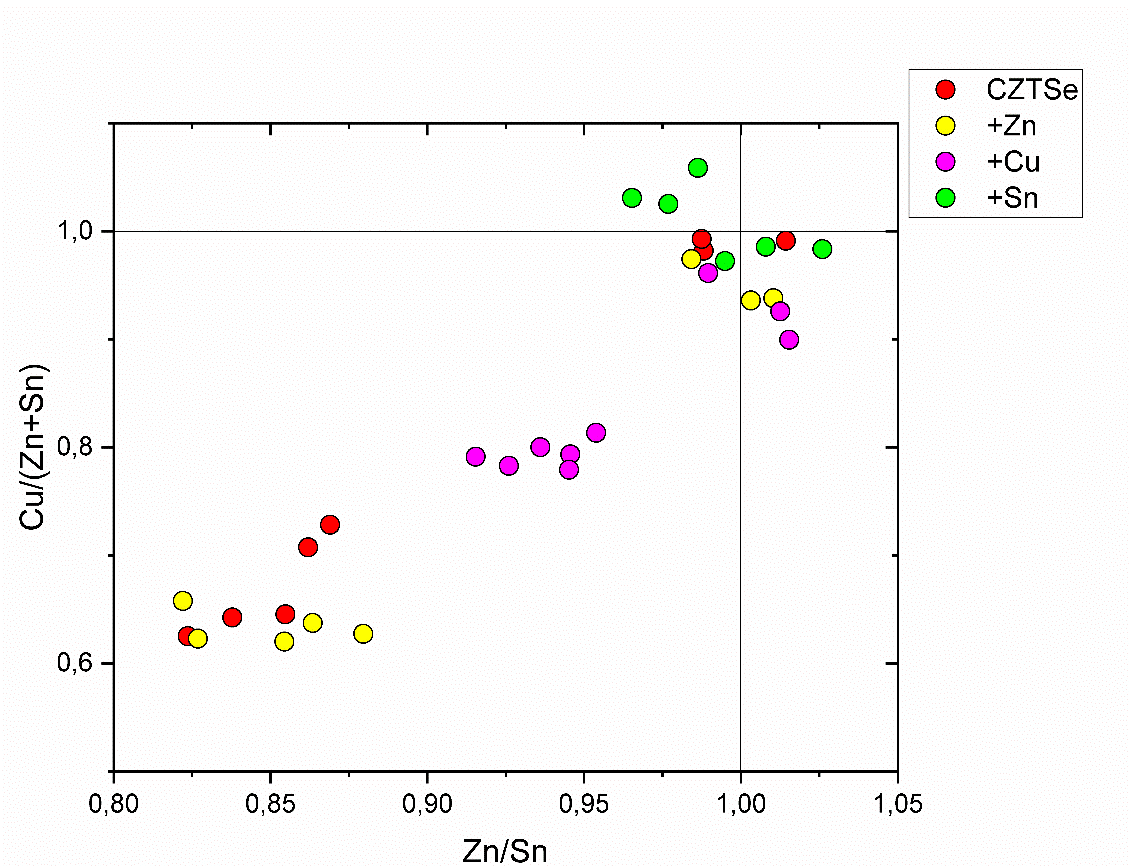 CZTSe
+Zn
+Cu
+Sn
1,0
0,8
0,6
Cu/(Zn+Sn)
0,80 0,85 0,90 0,95 1,00 1,05
Zn/Sn